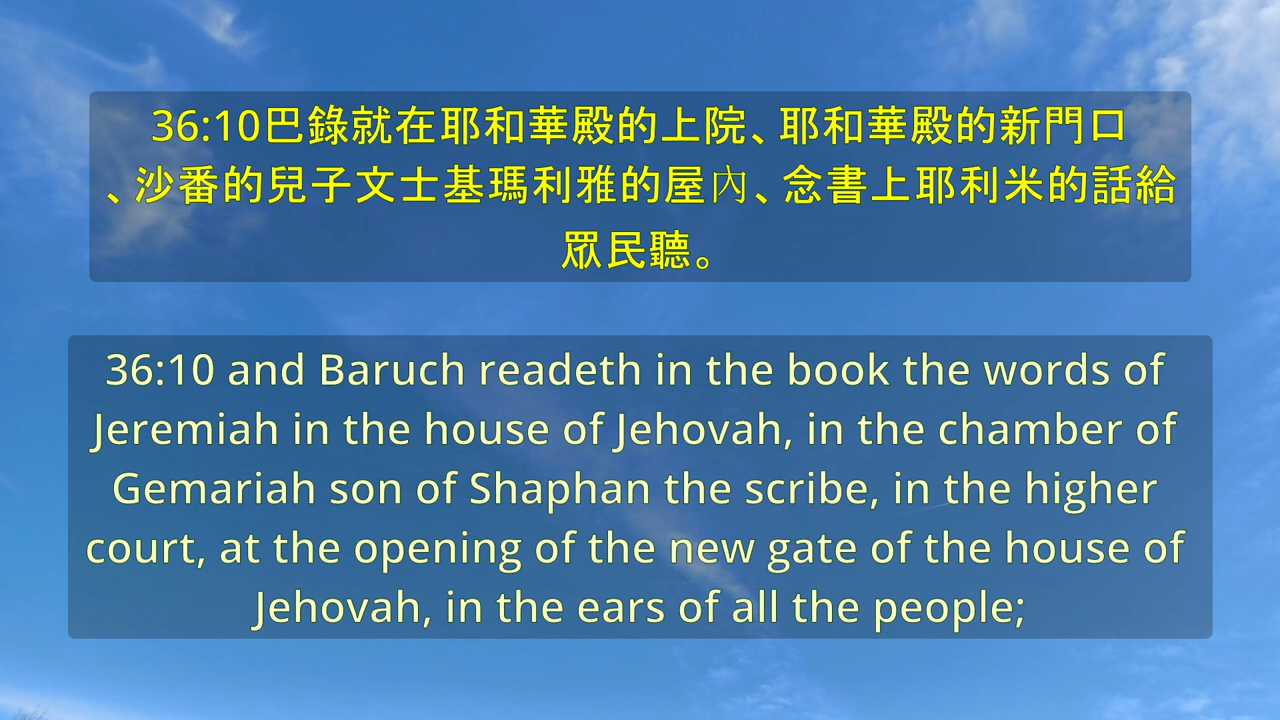 36:10巴錄就在耶和華殿的上院、耶和華殿的新門口
、沙番的兒子文士基瑪利雅的屋內、念書上耶利米的話給
眾民聽。
36:10 and Baruch readeth in the book the words of
Jeremiah in the house of Jehovah, in the chamber of
Gemariah son of Shaphan the scribe, in the higher
court, at the opening of the new gate of the house of
Jehovah, in the ears of all the people;